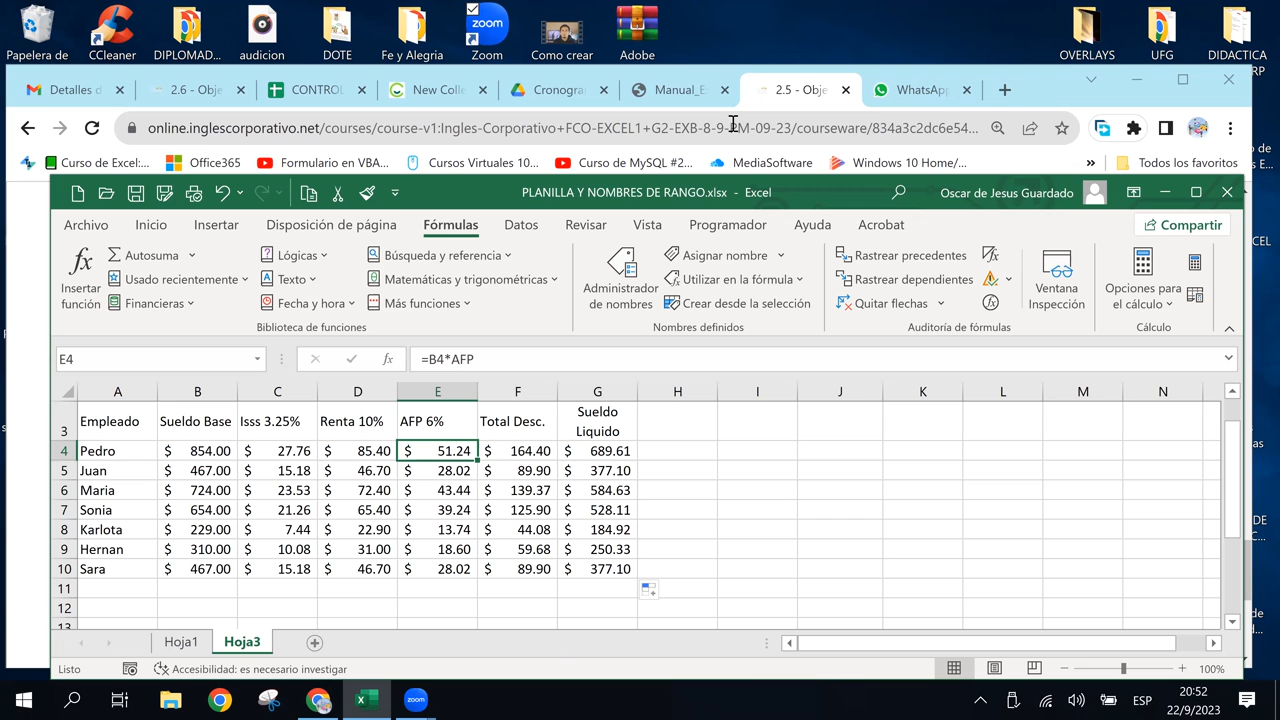 Papelera de
CCleaner
DIPLOMAD...
audicion
DOTE
Fe y Alegria
Zoom
Como crear
Adobe
OVERLAYS
UFG
DIDACTICA
zoom
Detalles d
2.6 - Obje
CONTROL
New Colle
Cronogra
Manual_E
2.5 - Obje
WhatsApp
online.inglescorporativo.net/courses/course-v1:Ingles-Corporativo+FCO-EXCEL1+G2-EXB-8-9-PM-09-23/courseware/834a3c2dc6e54...
Curso de Excel:...
Office365
Formulario en VBA...
Cursos Virtuales 10...
Curso de MySQL #2...
MediaSoftware
Windows 10 Home/...
»
Todos los favoritos
PLANILLA Y NOMBRES DE RANGO.xlsx - Excel
Oscar de Jesus Guardado
Archivo Inicio Insertar Disposición de página Fórmulas Datos Revisar Vista Programador Ayuda Acrobat
Compartir
Insertar función
Autosuma
Usado recientemente
Financieras
Lógicas
Texto
Fecha y hora
Búsqueda y referencia
Matemáticas y trigonométricas
Más funciones
Biblioteca de funciones
Administrador de nombres
Asignar nombre
Utilizar en la fórmula
Crear desde la selección
Nombres definidos
Rastrear precedentes
Rastrear dependientes
Quitar flechas
Auditoría de fórmulas
Ventana Inspección
Opciones para el cálculo
Cálculo
E4
fx
=B4*AFP
A B C D E F G H I J K L M N
3 Empleado Sueldo Base Isss 3.25% Renta 10% AFP 6% Total Desc. Sueldo Liquido
4 Pedro $ 854.00 $ 27.76 $ 85.40 $ 51.24 $ 164.40 $ 689.61
5 Juan $ 467.00 $ 15.18 $ 46.70 $ 28.02 $ 89.90 $ 377.10
6 Maria $ 724.00 $ 23.53 $ 72.40 $ 43.44 $ 139.37 $ 584.63
7 Sonia $ 654.00 $ 21.26 $ 65.40 $ 39.24 $ 125.90 $ 528.11
8 Karlota $ 229.00 $ 7.44 $ 22.90 $ 13.74 $ 44.08 $ 184.92
9 Hernan $ 310.00 $ 10.08 $ 31.00 $ 18.60 $ 59.68 $ 250.33
10 Sara $ 467.00 $ 15.18 $ 46.70 $ 28.02 $ 89.90 $ 377.10
11
12
13
Hoja1 Hoja3
Listo
Accesibilidad: es necesario investigar
100%
zoom
ESP
20:52
22/9/2023